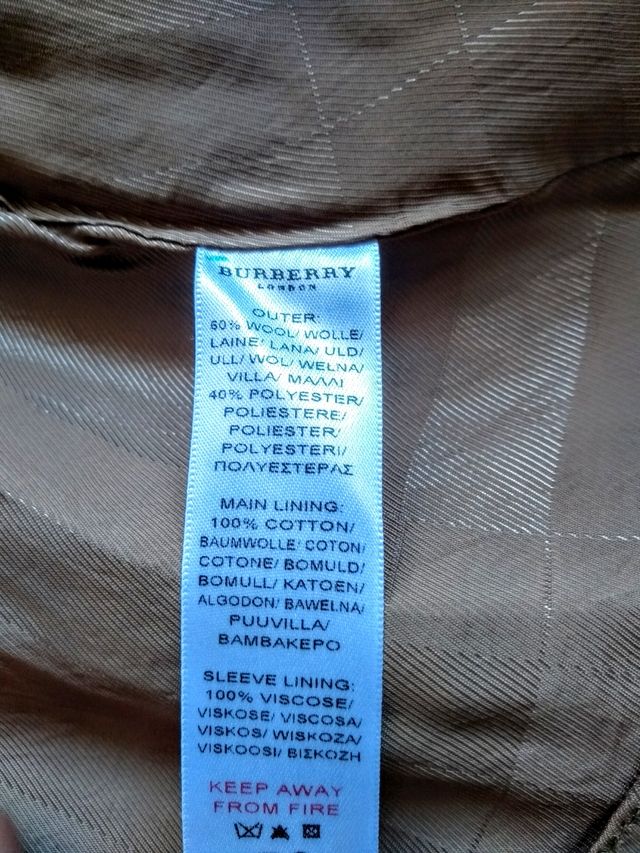 BURBERRY
LONDON
OUTER:
60% WOOL/ WOLLE/
LAINE/ LANA/ ULD/
ULL/ WOL/ WEŁNA/
VILLA/ ΜΑΛΛΙ
40% POLYESTER/
POLIESTERE/
POLIESTER/
POLYESTERI/
ΠΟΛΥΕΣΤΕΡΑΣ
MAIN LINING:
100% COTTON/
BAUMWOLLE/ COTON/
COTONE/ BOMULD/
BOMULL/ KATOEN/
ALGODON/ BAWEŁNA/
PUUVILLA/
ΒΑΜΒΑΚΕΡΟ
SLEEVE LINING:
100% VISCOSE/
VISKOSE/ VISCOSA/
VISKOS/ WISKOZA/
VISKOOSI/ ΒΙΣΚΟΖΗ
KEEP AWAY
FROM FIRE